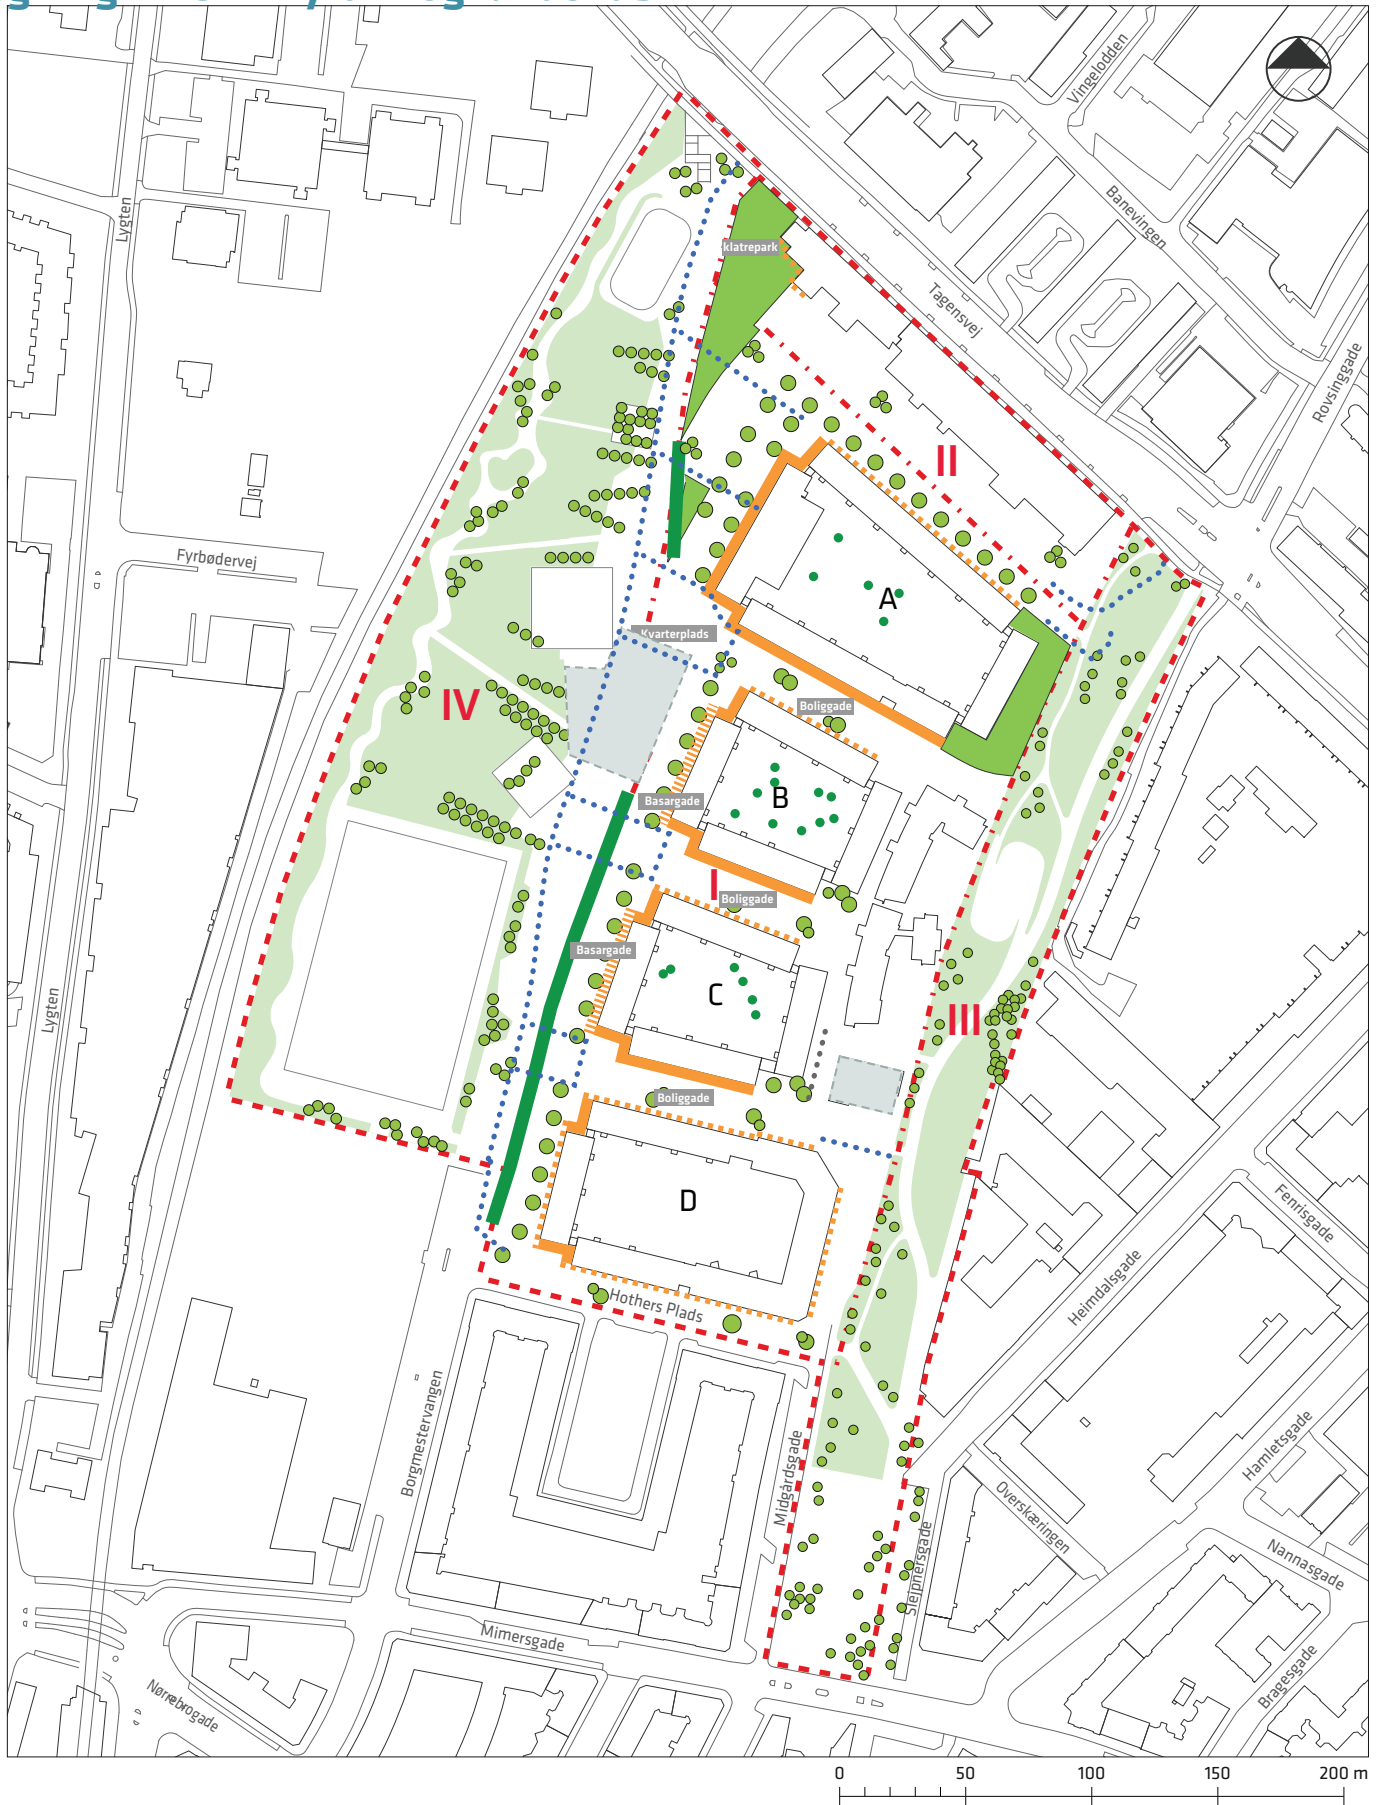 Vingelodden
Lygten
Banevingen
klatrepark
Tagensvej
Rovsinggade
II
Fyrbødervej
A
Kvarterplads
IV
Boliggade
B
Basargade
I
Boliggade
Basargade
C
III
Lygten
Boliggade
D
Fenrisgade
Heimdalsgade
Hothers Plads
Borgmestervangen
Midgårdsgade
Hamletsgade
Overskæringen
Sleipnersgade
Nannasgade
Mimersgade
Bragesgade
Nørrebrogade
0 50 100 150 200 m